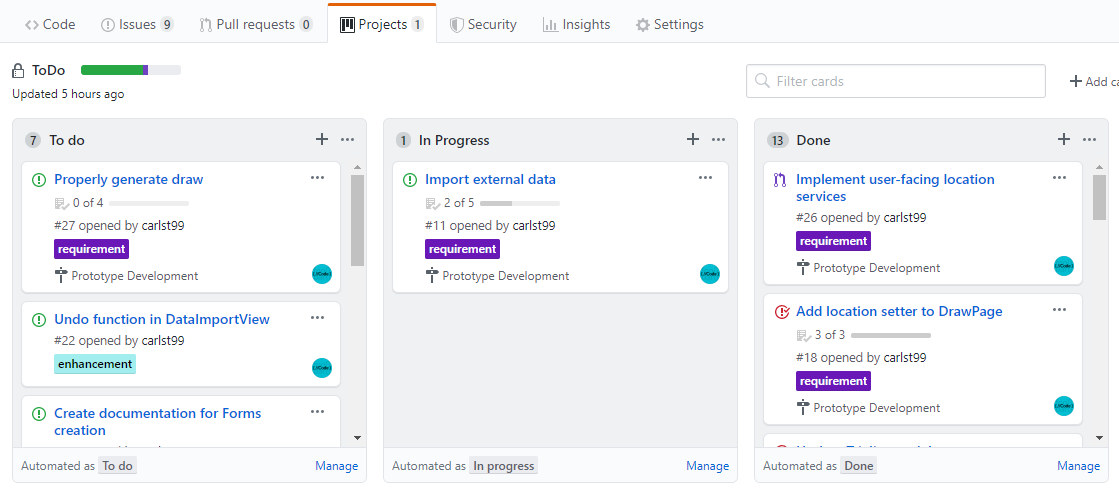 Code Issues 9 Pull requests 0 Projects 1 Security Insights Settings
ToDo
Filter cards
Add
Updated 5 hours ago
7 To do
Properly generate draw
0 of 4
#27 opened by carlst99
requirement
Prototype Development
Undo function in DataImportView
#22 opened by carlst99
enhancement
Create documentation for Forms
creation
Automated as To do Manage
1 In Progress
Import external data
2 of 5
#11 opened by carlst99
requirement
Prototype Development
Automated as In progress Manage
13 Done
Implement user-facing location
services
#26 opened by carlst99
requirement
Prototype Development
Add location setter to DrawPage
3 of 3
#18 opened by carlst99
requirement
Prototype Development
Automated as Done Manage